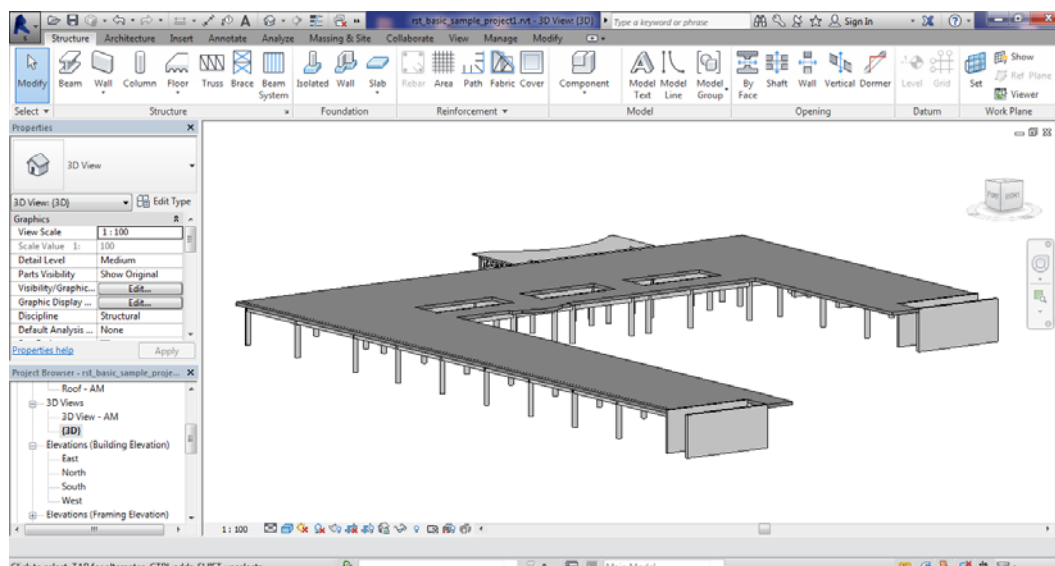 rst_basic_sample_project1.rvt - 3D View: {3D}
Type a keyword or phrase
Sign In
Structure Architecture Insert Annotate Analyze Massing & Site Collaborate View Manage Modify
Modify Beam Wall Column Floor Truss Brace Beam System Isolated Wall Slab Rebar Area Path Fabric Cover Component Model Text Model Line Model Group By Face Shaft Wall Vertical Dormer Level Grid Set Show Ref Plane Viewer
Select Structure Foundation Reinforcement Model Opening Datum Work Plane
Properties
3D View
3D View: {3D} Edit Type
Graphics
View Scale 1 : 100
Scale Value 1: 100
Detail Level Medium
Parts Visibility Show Original
Visibility/Graphic... Edit...
Graphic Display ... Edit...
Discipline Structural
Default Analysis ... None
Properties help Apply
Project Browser - rst_basic_sample_proje...
Roof - AM
3D Views
3D View - AM
{3D}
Elevations (Building Elevation)
East
North
South
West
Elevations (Framing Elevation)
1 : 100